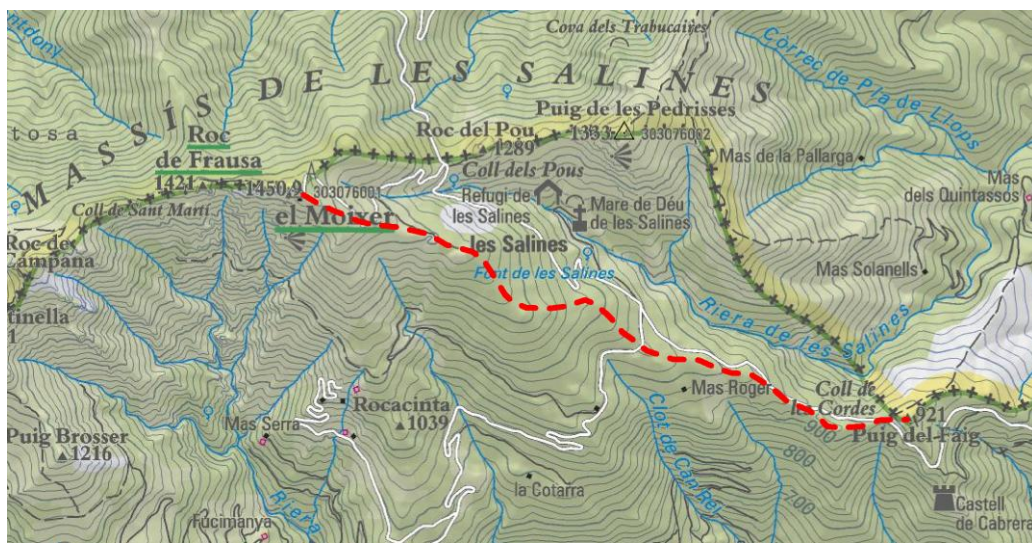 ntdony
Cova dels Trabucaires
Còrrec de Pla de Llops
MASSÍS DE LES SALINES
tosa
Roc
de Frausa
1421
1450,9
303076001
Coll de Sant Martí
el Moixer
Roc del Pou
1289
Puig de les Pedrisses
1333
303076082
Coll dels Pous
Refugi de
les Salines
Mare de Déu
de les Salines
les Salines
Font de les Salines
Mas de la Pallarga
Mas
dels Quintassos
Mas Solanells
Riera de les Salines
Roc de
Campana
tinella
1
Mas Roger
Coll de
les Cordes
921
Puig del Faig
900
800
700
Rocacinta
1039
Mas Serra
Puig Brosser
1216
Riera
Fucimanya
la Cotarra
Clot de Can Rei
Castell
de Cabrera